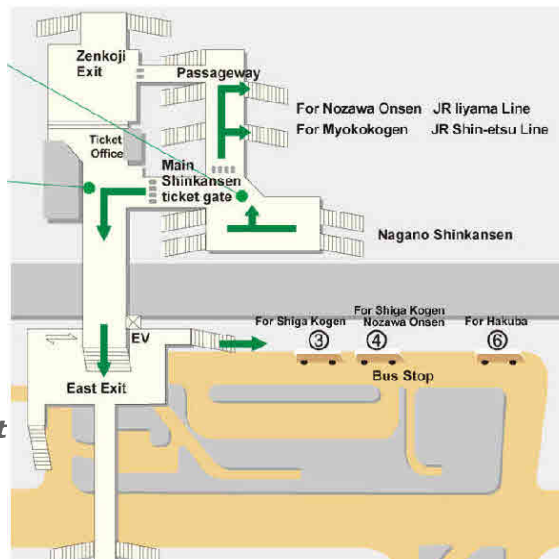 Zenkoji
Exit
Passageway
For Nozawa Onsen JR Iiyama Line
For Myokokogen JR Shin-etsu Line
Ticket
Office
Main
Shinkansen
ticket gate
Nagano Shinkansen
For Shiga Kogen
For Shiga Kogen
Nozawa Onsen
For Hakuba
EV
③
④
⑥
Bus Stop
East Exit
t